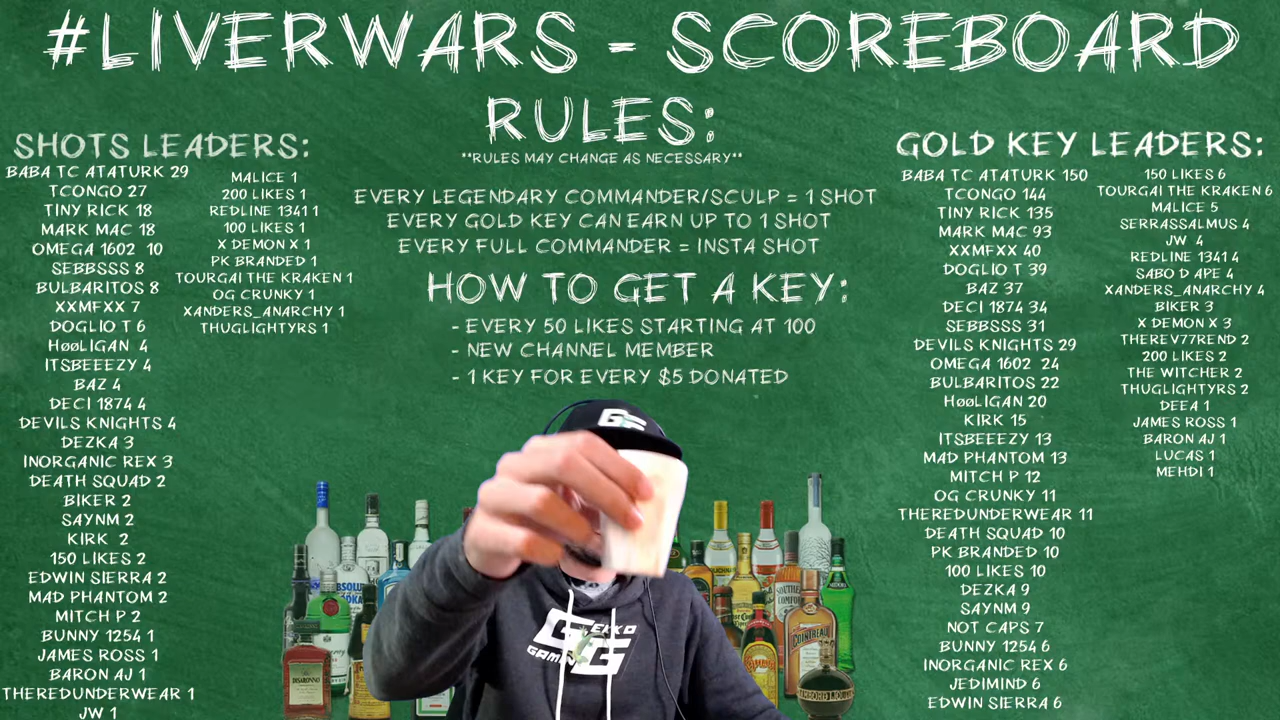 #LIVERWARS - SCOREBOARD
RULES:
**RULES MAY CHANGE AS NECESSARY**
EVERY LEGENDARY COMMANDER/SCULP = 1 SHOT
EVERY GOLD KEY CAN EARN UP TO 1 SHOT
EVERY FULL COMMANDER = INSTA SHOT
HOW TO GET A KEY:
- EVERY 50 LIKES STARTING AT 100
- NEW CHANNEL MEMBER
- 1 KEY FOR EVERY $5 DONATED
SHOTS LEADERS:
BABA TC ATATURK 29
TCONGO 27
TINY RICK 18
MARK MAC 18
OMEGA 1602 10
SEBBSSS 8
BULBARITOS 8
XXMFXX 7
DOGLIO T 6
HøøLIGAN 4
ITSBEEEZY 4
BAZ 4
DECI 1874 4
DEVILS KNIGHTS 4
DEZKA 3
INORGANIC REX 3
DEATH SQUAD 2
BIKER 2
SAYNM 2
KIRK 2
150 LIKES 2
EDWIN SIERRA 2
MAD PHANTOM 2
MITCH P 2
BUNNY 1254 1
JAMES ROSS 1
BARON AJ 1
THEREDUNDERWEAR 1
JW 1
MALICE 1
200 LIKES 1
REDLINE 1341 1
100 LIKES 1
X DEMON X 1
PK BRANDED 1
TOURGAI THE KRAKEN 1
OG CRUNKY 1
XANDERS_ANARCHY 1
THUGLIGHTYRS 1
GOLD KEY LEADERS:
BABA TC ATATURK 150
TCONGO 144
TINY RICK 135
MARK MAC 93
XXMFXX 40
DOGLIO T 39
BAZ 37
DECI 1874 34
SEBBSSS 31
DEVILS KNIGHTS 29
OMEGA 1602 24
BULBARITOS 22
HøøLIGAN 20
KIRK 15
ITSBEEEZY 13
MAD PHANTOM 13
MITCH P 12
OG CRUNKY 11
THEREDUNDERWEAR 11
DEATH SQUAD 10
PK BRANDED 10
100 LIKES 10
DEZKA 9
SAYNM 9
NOT CAPS 7
BUNNY 1254 6
INORGANIC REX 6
JEDIMIND 6
EDWIN SIERRA 6
150 LIKES 6
TOURGAI THE KRAKEN 6
MALICE 5
SERRASSALMUS 4
JW 4
REDLINE 1341 4
SABO D APE 4
XANDERS_ANARCHY 4
BIKER 3
X DEMON X 3
THEREV77REND 2
200 LIKES 2
THE WITCHER 2
THUGLIGHTYRS 2
DEEA 1
JAMES ROSS 1
BARON AJ 1
LUCAS 1
MEHDI 1
DISARONNO
COINTREAU